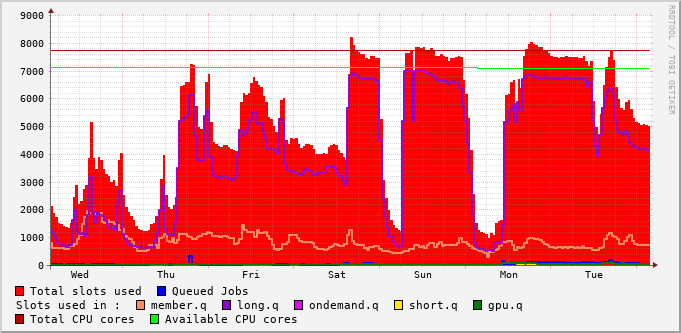 9000
8000
7000
6000
5000
4000
3000
2000
1000
0
Wed Thu Fri Sat Sun Mon Tue
RRDTOOL / TOBI OETIKER
Total slots used Queued Jobs
Slots used in : member.q long.q ondemand.q short.q gpu.q
Total CPU cores Available CPU cores